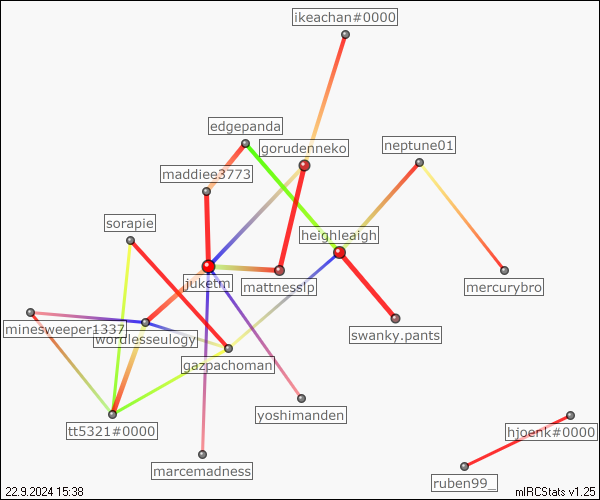 ikeachan#0000
edgepanda
gorudenneko
neptune01
maddiee3773
sorapie
heighleaigh
juketm
mattnesslp
mercurybro
minesweeper1337
wordlesseulogy
swanky.pants
gazpachoman
yoshimanden
tt5321#0000
hjoenk#0000
marcemadness
ruben99_
22.9.2024 15:38
mIRCStats v1.25